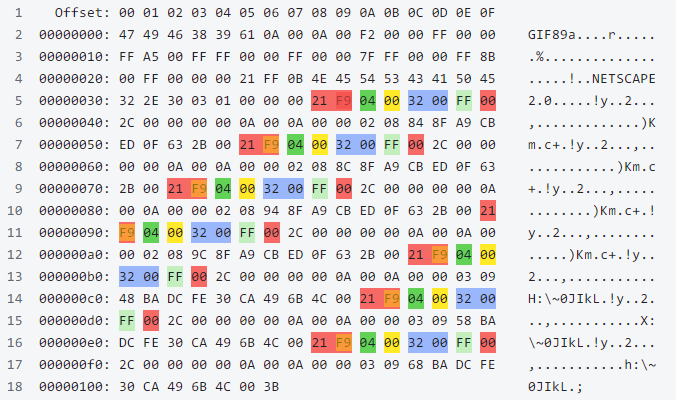 1 Offset: 00 01 02 03 04 05 06 07 08 09 0A 0B 0C 0D 0E 0F
2 00000000: 47 49 46 38 39 61 0A 00 0A 00 F2 00 00 FF 00 00 GIF89a....r.....
3 00000010: FF A5 00 FF FF 00 00 FF 00 00 7F FF 00 00 FF 8B .%..............
4 00000020: 00 FF 00 00 00 21 FF 0B 4E 45 54 53 43 41 50 45 .....!..NETSCAPE
5 00000030: 32 2E 30 03 01 00 00 00 21 F9 04 00 32 00 FF 00 2.0.....!y..2...
6 00000040: 2C 00 00 00 00 0A 00 0A 00 00 02 08 84 8F A9 CB ,.............)K
7 00000050: ED 0F 63 2B 00 21 F9 04 00 32 00 FF 00 2C 00 00 m.c+.!y..2...,..
8 00000060: 00 00 0A 00 0A 00 00 02 08 8C 8F A9 CB ED 0F 63 ...........)Km.c
9 00000070: 2B 00 21 F9 04 00 32 00 FF 00 2C 00 00 00 00 0A +.!y..2...,.....
10 00000080: 00 0A 00 00 02 08 94 8F A9 CB ED 0F 63 2B 00 21 ........)Km.c+.!
11 00000090: F9 04 00 32 00 FF 00 2C 00 00 00 00 0A 00 0A 00 y..2...,........
12 000000a0: 00 02 08 9C 8F A9 CB ED 0F 63 2B 00 21 F9 04 00 .....)Km.c+.!y..
13 000000b0: 32 00 FF 00 2C 00 00 00 00 0A 00 0A 00 00 03 09 2...,...........
14 000000c0: 48 BA DC FE 30 CA 49 6B 4C 00 21 F9 04 00 32 00 H:\~0JIkL.!y..2.
15 000000d0: FF 00 2C 00 00 00 00 0A 00 0A 00 00 03 09 58 BA ..,...........X:
16 000000e0: DC FE 30 CA 49 6B 4C 00 21 F9 04 00 32 00 FF 00 \~0JIkL.!y..2...
17 000000f0: 2C 00 00 00 00 0A 00 0A 00 00 03 09 68 BA DC FE ,...........h:\~
18 00000100: 30 CA 49 6B 4C 00 3B 0JIkL.;